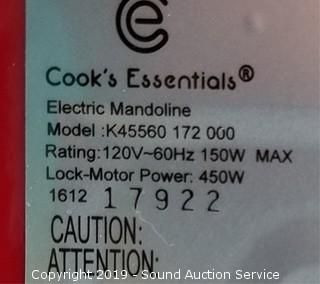 Cook's Essentials®
Electric Mandoline
Model :K45560 172 000
Rating:120V~60Hz 150W MAX
Lock-Motor Power: 450W
1612 17922
CAUTION:
ATTENTION:
Copyright 2019 - Sound Auction Service